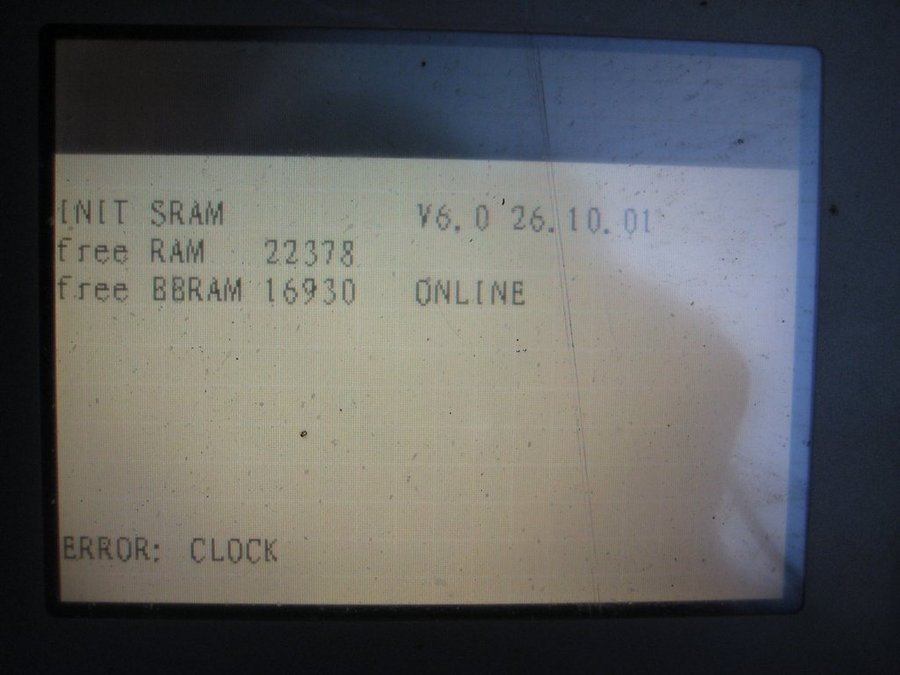 INIT SRAM V6.0 26.10.01
free RAM 22378
free BBRAM 16930 ONLINE
ERROR: CLOCK